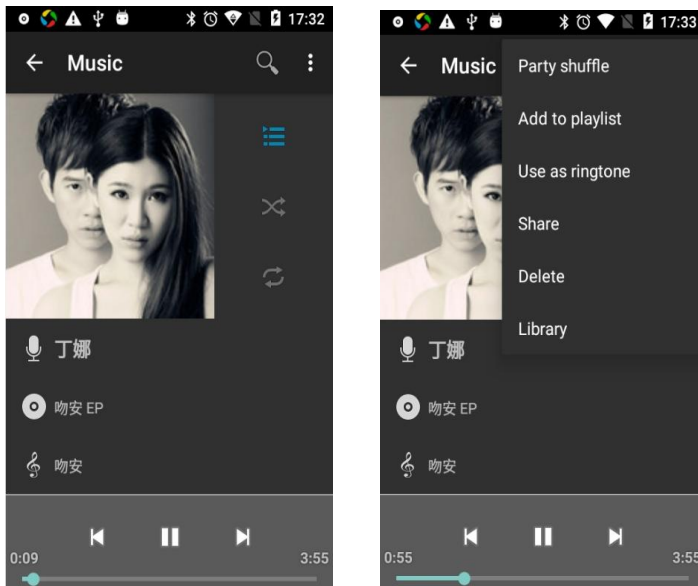 17:32
Music
丁娜
吻安 EP
吻安
0:09
3:55
17:33
Music
Party shuffle
Add to playlist
Use as ringtone
Share
Delete
Library
丁娜
吻安 EP
吻安
0:55
3:55